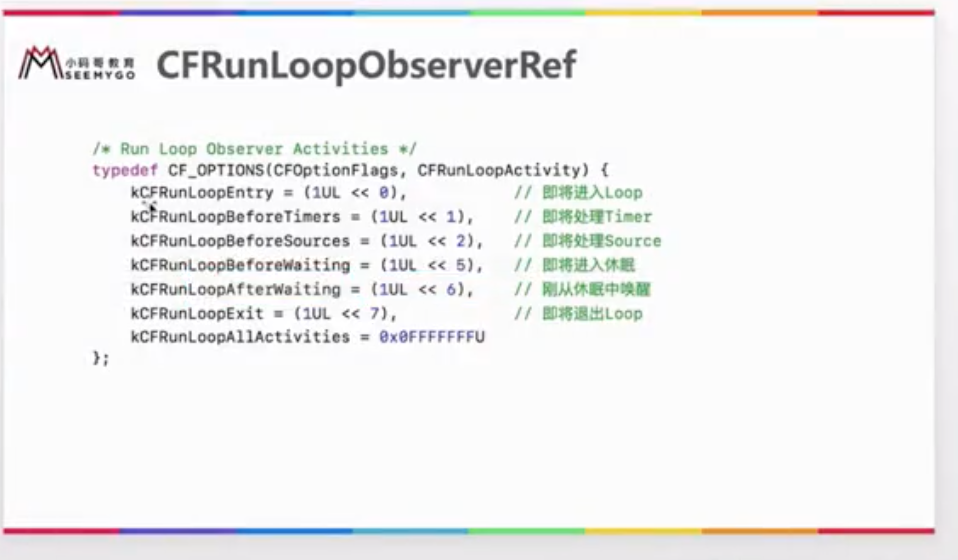 小码哥教育
SEEMYGO
CFRunLoopObserverRef
/* Run Loop Observer Activities */
typedef CF_OPTIONS(CFOptionFlags, CFRunLoopActivity) {
kCFRunLoopEntry = (1UL << 0), // 即将进入Loop
kCFRunLoopBeforeTimers = (1UL << 1), // 即将处理Timer
kCFRunLoopBeforeSources = (1UL << 2), // 即将处理Source
kCFRunLoopBeforeWaiting = (1UL << 5), // 即将进入休眠
kCFRunLoopAfterWaiting = (1UL << 6), // 刚从休眠中唤醒
kCFRunLoopExit = (1UL << 7), // 即将退出Loop
kCFRunLoopAllActivities = 0x0FFFFFFFU
};